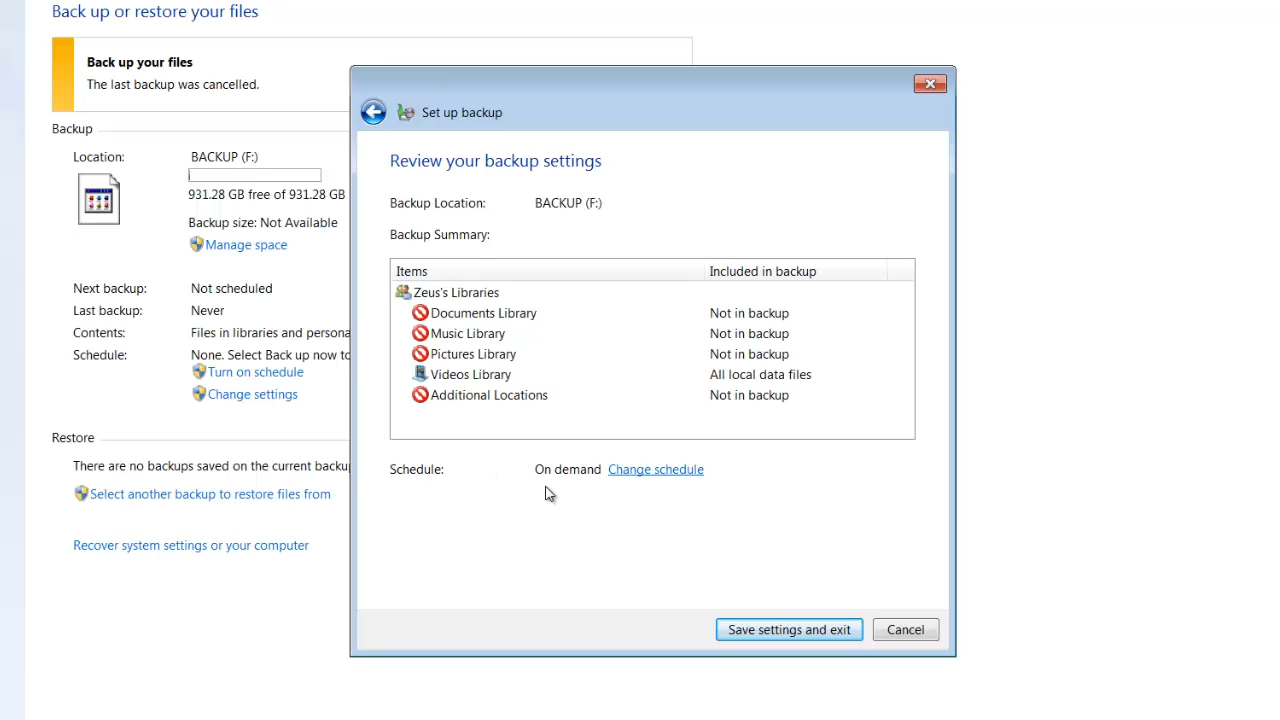 Back up or restore your files
Back up your files
The last backup was cancelled.
Backup
Location:
BACKUP (F:)
931.28 GB free of 931.28 GB
Backup size: Not Available
Manage space
Next backup:
Not scheduled
Last backup:
Never
Contents:
Files in libraries and persona
Schedule:
None. Select Back up now to
Turn on schedule
Change settings
Restore
There are no backups saved on the current backu
Select another backup to restore files from
Recover system settings or your computer
Set up backup
Review your backup settings
Backup Location: BACKUP (F:)
Backup Summary:
Items Included in backup
Zeus's Libraries
Documents Library Not in backup
Music Library Not in backup
Pictures Library Not in backup
Videos Library All local data files
Additional Locations Not in backup
Schedule: On demand Change schedule
Save settings and exit Cancel